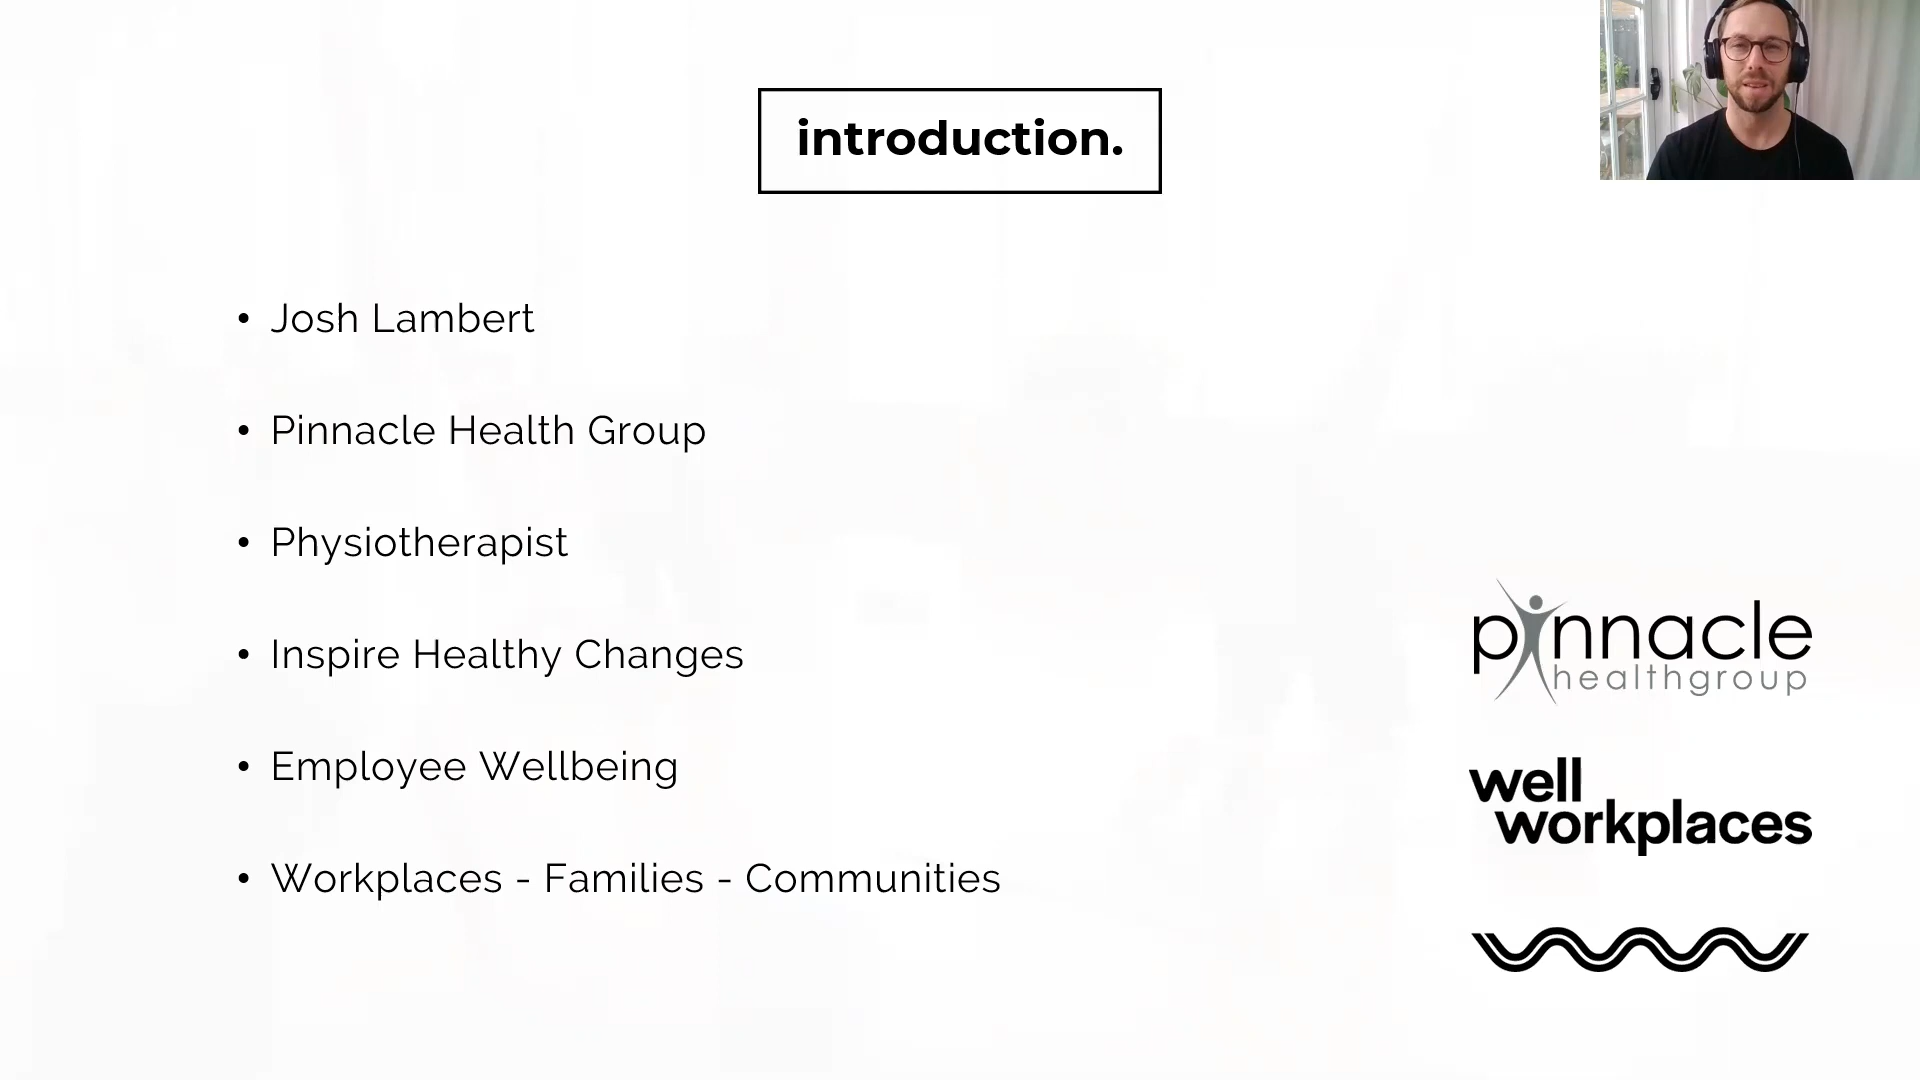 introduction.
• Josh Lambert
• Pinnacle Health Group
• Physiotherapist
• Inspire Healthy Changes
• Employee Wellbeing
• Workplaces - Families - Communities
pinnacle
healthgroup
well
workplaces